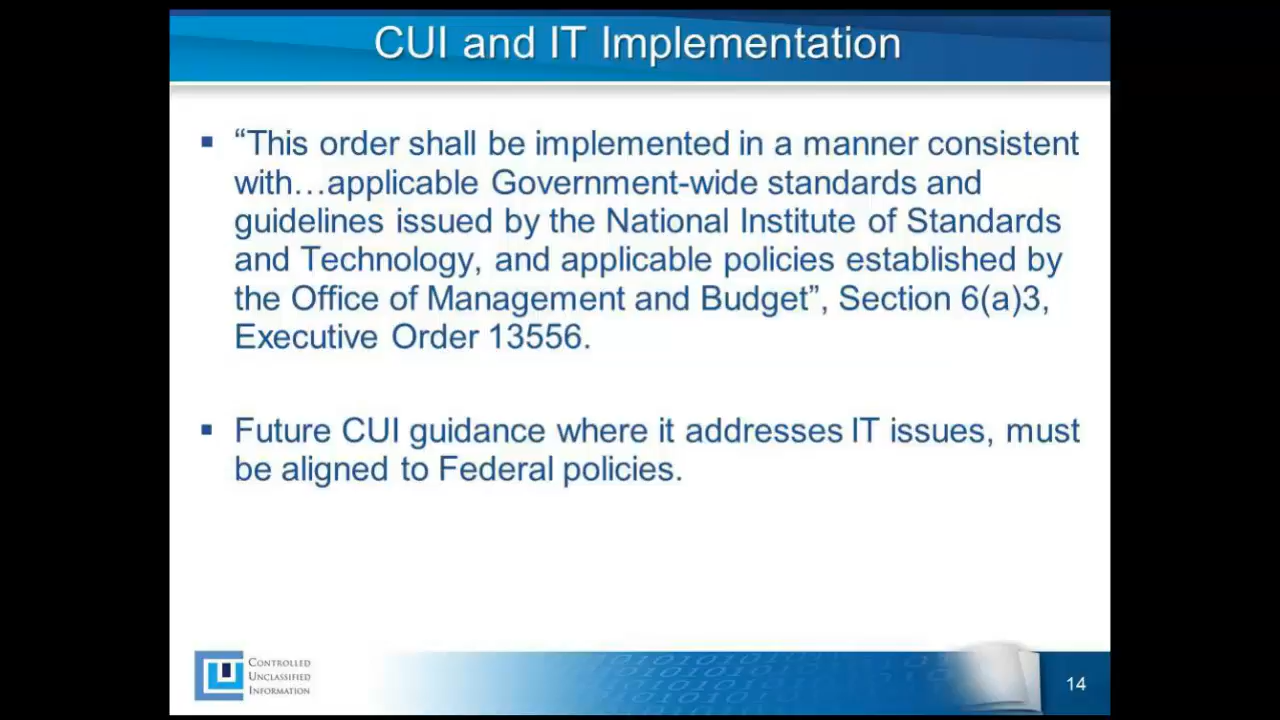 CUI and IT Implementation
▪ “This order shall be implemented in a manner consistent
with…applicable Government-wide standards and
guidelines issued by the National Institute of Standards
and Technology, and applicable policies established by
the Office of Management and Budget”, Section 6(a)3,
Executive Order 13556.
▪ Future CUI guidance where it addresses IT issues, must
be aligned to Federal policies.
CONTROLLED
UNCLASSIFIED
INFORMATION
14